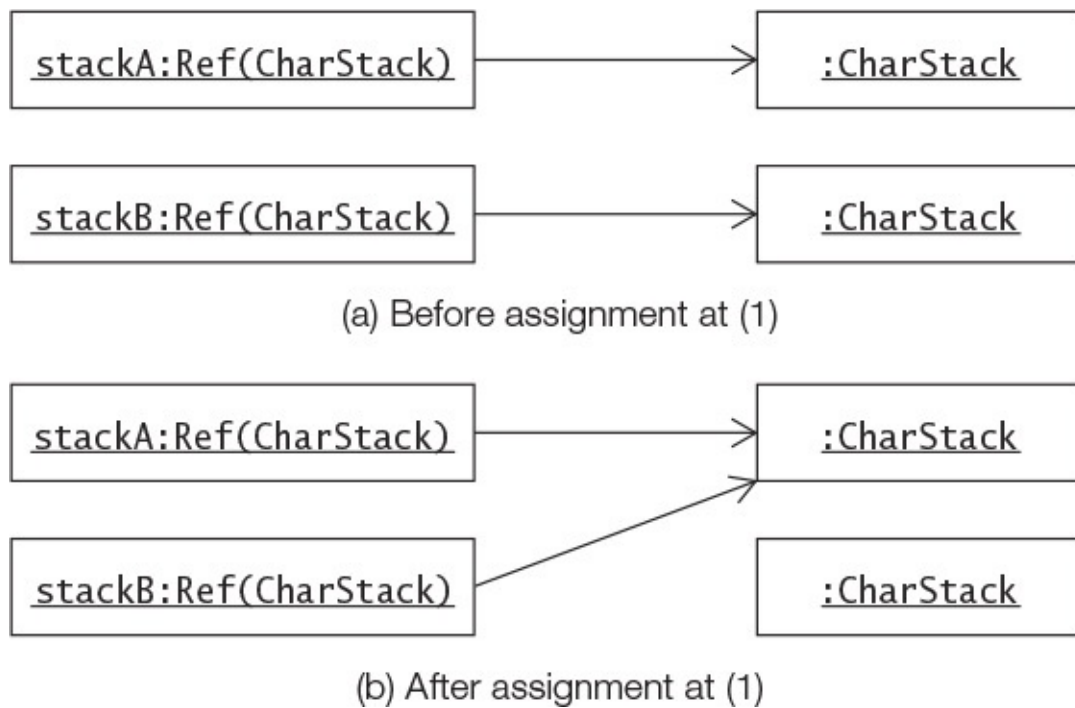 stackA:Ref(CharStack)
:CharStack
stackB:Ref(CharStack)
:CharStack
(a) Before assignment at (1)
stackA:Ref(CharStack)
:CharStack
stackB:Ref(CharStack)
:CharStack
(b) After assignment at (1)